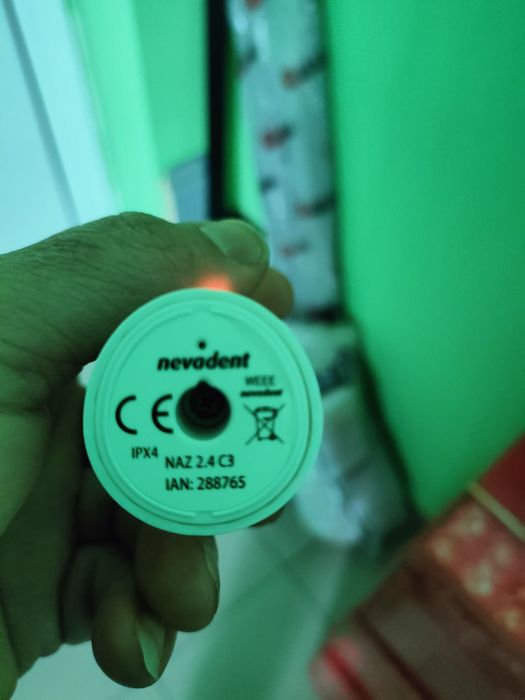 nevadent
WEEE
nevadent
CE
IPX4
NAZ 2.4 C3
IAN: 288765